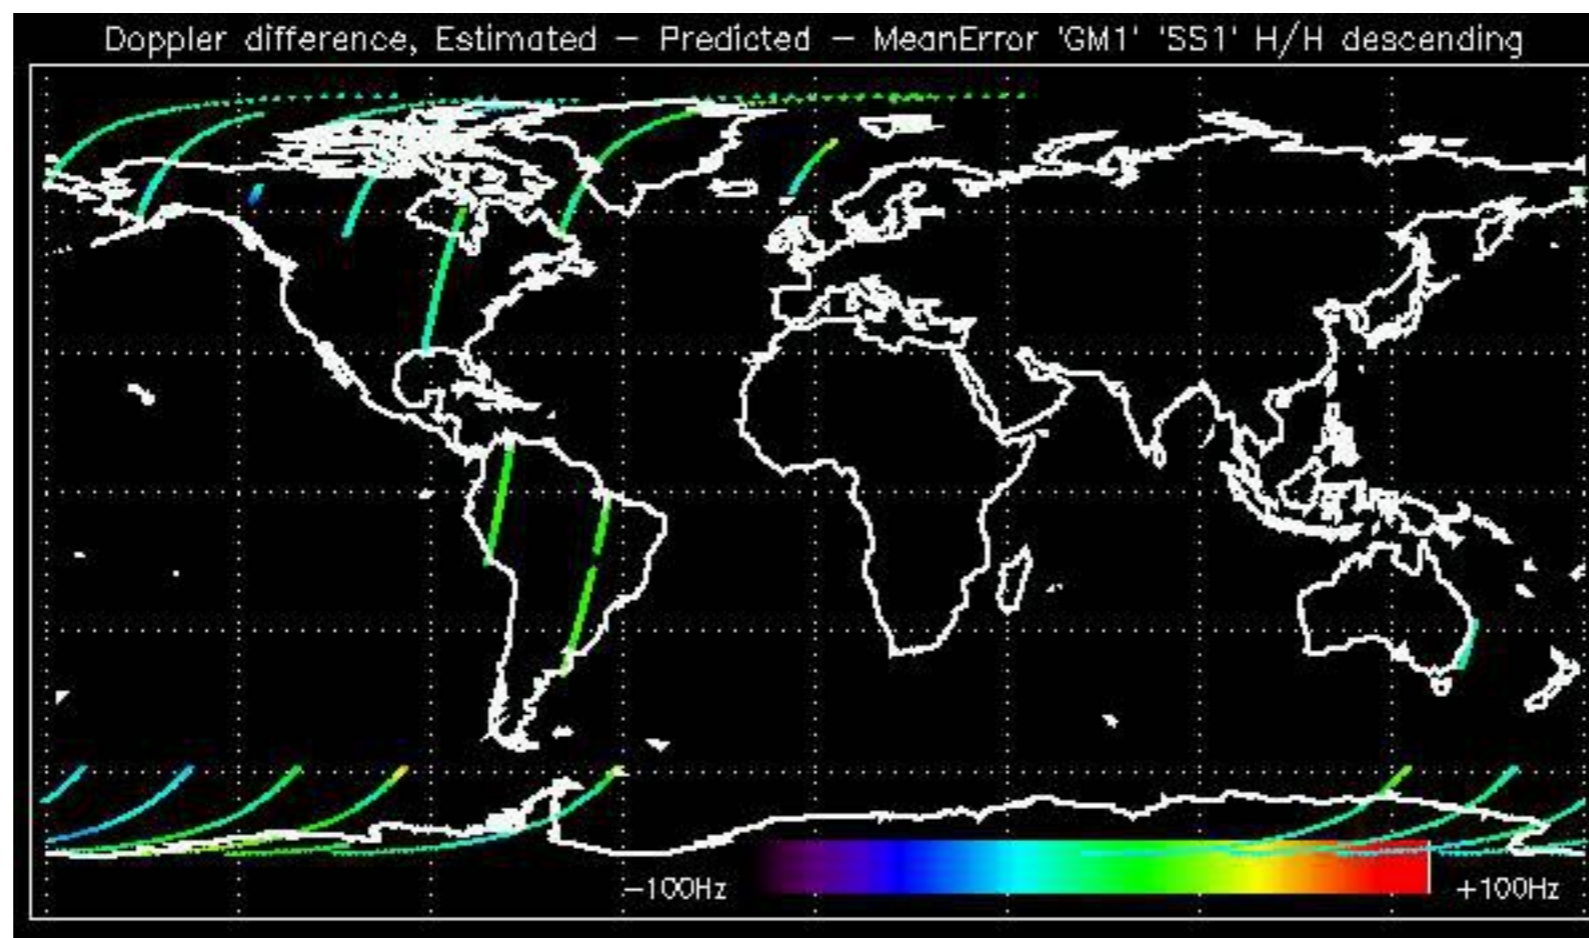 Doppler difference, Estimated - Predicted - MeanError 'GM1' 'SS1' H/H descending
-100Hz
+100Hz